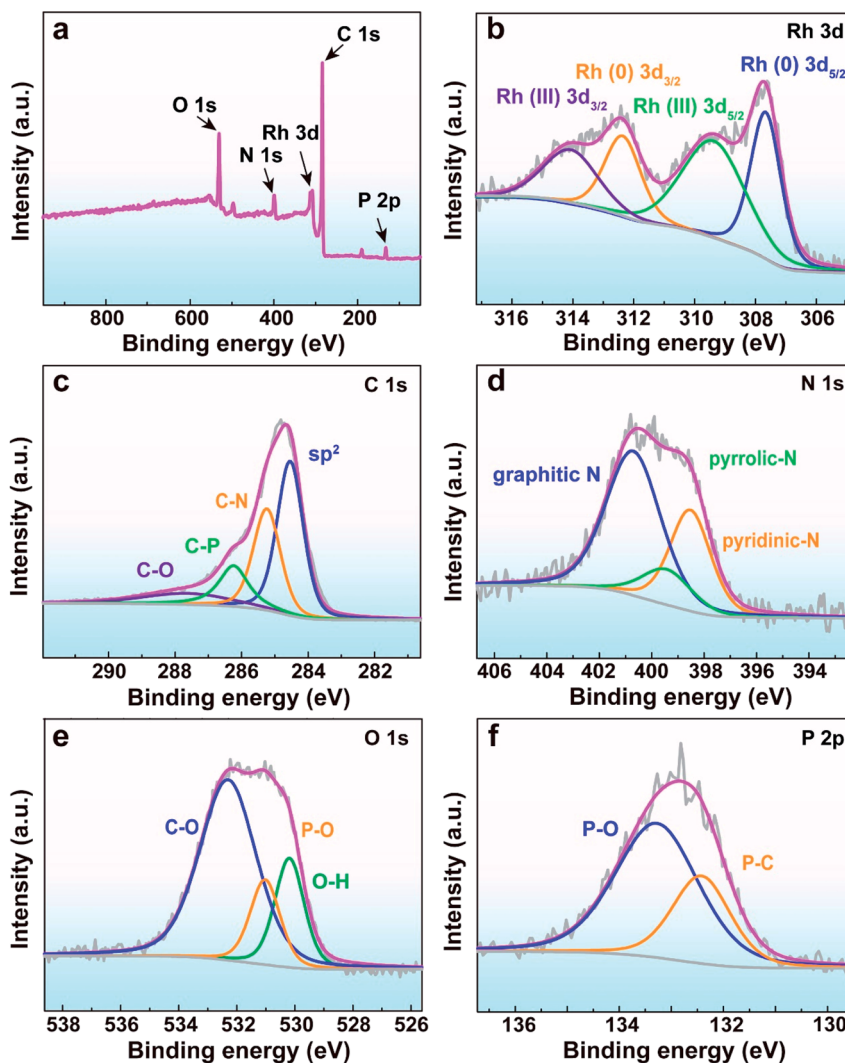 a
C 1s
O 1s
N 1s
Rh 3d
P 2p
Intensity (a.u.)
800 600 400 200
Binding energy (eV)
b
Rh 3d
Rh (0) 3d5/2
Rh (0) 3d3/2
Rh (III) 3d3/2
Rh (III) 3d5/2
Intensity (a.u.)
316 314 312 310 308 306
Binding energy (eV)
c
C 1s
sp²
C-N
C-P
C-O
Intensity (a.u.)
290 288 286 284 282
Binding energy (eV)
d
N 1s
graphitic N
pyrrolic-N
pyridinic-N
Intensity (a.u.)
406 404 402 400 398 396 394
Binding energy (eV)
e
O 1s
C-O
P-O
O-H
Intensity (a.u.)
538 536 534 532 530 528 526
Binding energy (eV)
f
P 2p
P-O
P-C
Intensity (a.u.)
136 134 132 130
Binding energy (eV)